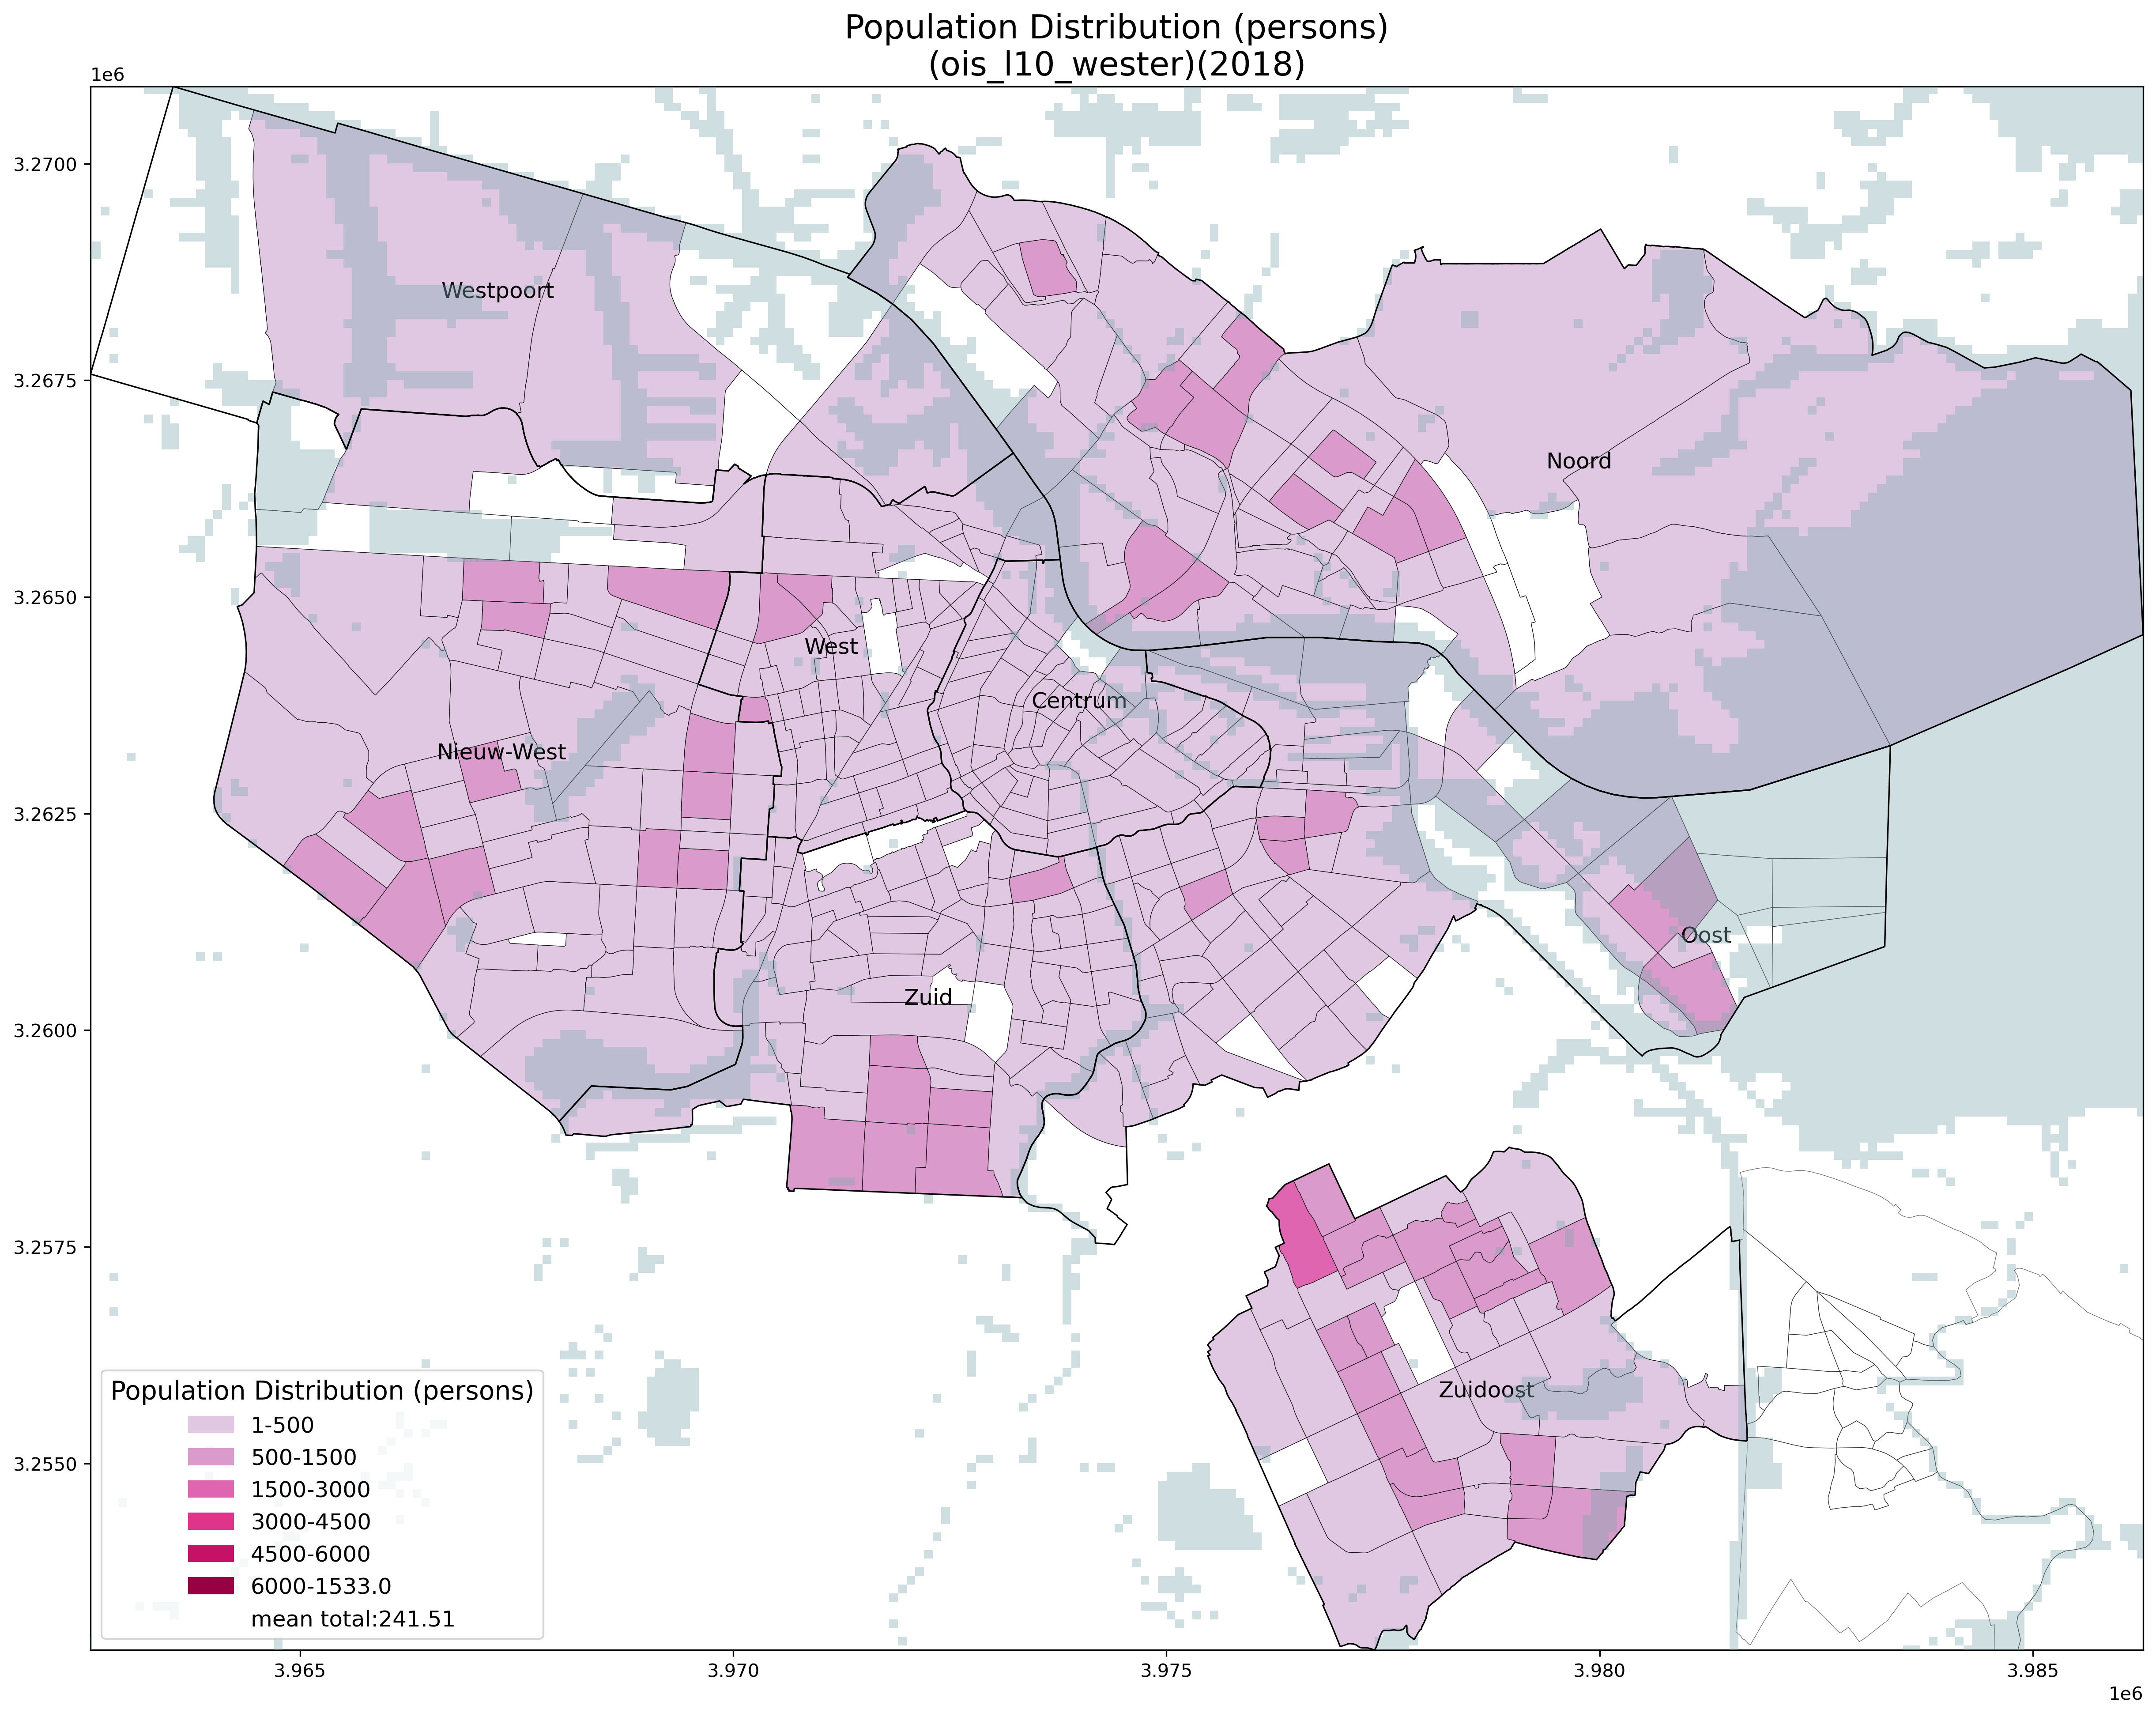 Population Distribution (persons)
(ois_l10_wester)(2018)
1e6
3.2700
3.2675
3.2650
3.2625
3.2600
3.2575
3.2550
Westpoort
Noord
West
Centrum
Nieuw-West
Oost
Zuid
Zuidoost
Population Distribution (persons)
1-500
500-1500
1500-3000
3000-4500
4500-6000
6000-1533.0
mean total:241.51
3.965
3.970
3.975
3.980
3.985
1e6